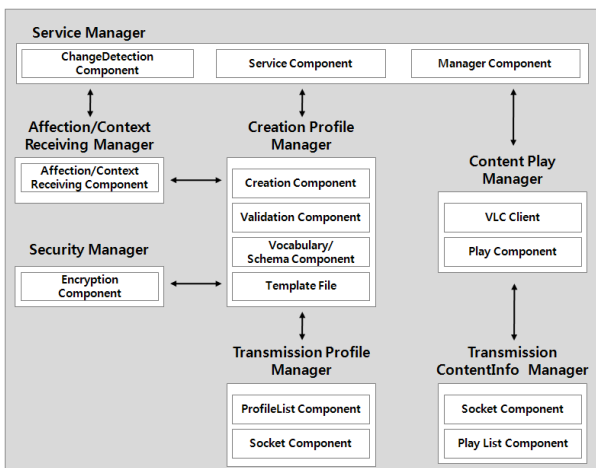 Service Manager
ChangeDetection
Component
Service Component
Manager Component
Affection/Context
Receiving Manager
Affection/Context
Receiving Component
Creation Profile
Manager
Creation Component
Validation Component
Vocabulary/
Schema Component
Template File
Content Play
Manager
VLC Client
Play Component
Security Manager
Encryption
Component
Transmission Profile
Manager
ProfileList Component
Socket Component
Transmission
ContentInfo Manager
Socket Component
Play List Component